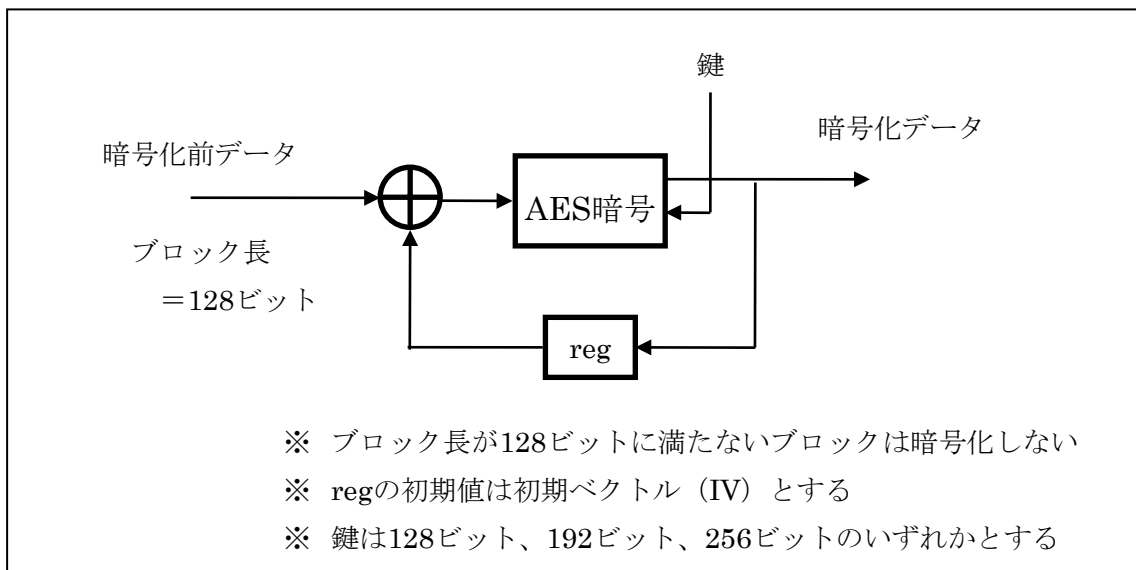 鍵
暗号化データ
暗号化前データ
AES暗号
ブロック長
＝128ビット
reg
※ ブロック長が128ビットに満たないブロックは暗号化しない
※ regの初期値は初期ベクトル（IV）とする
※ 鍵は128ビット、192ビット、256ビットのいずれかとする